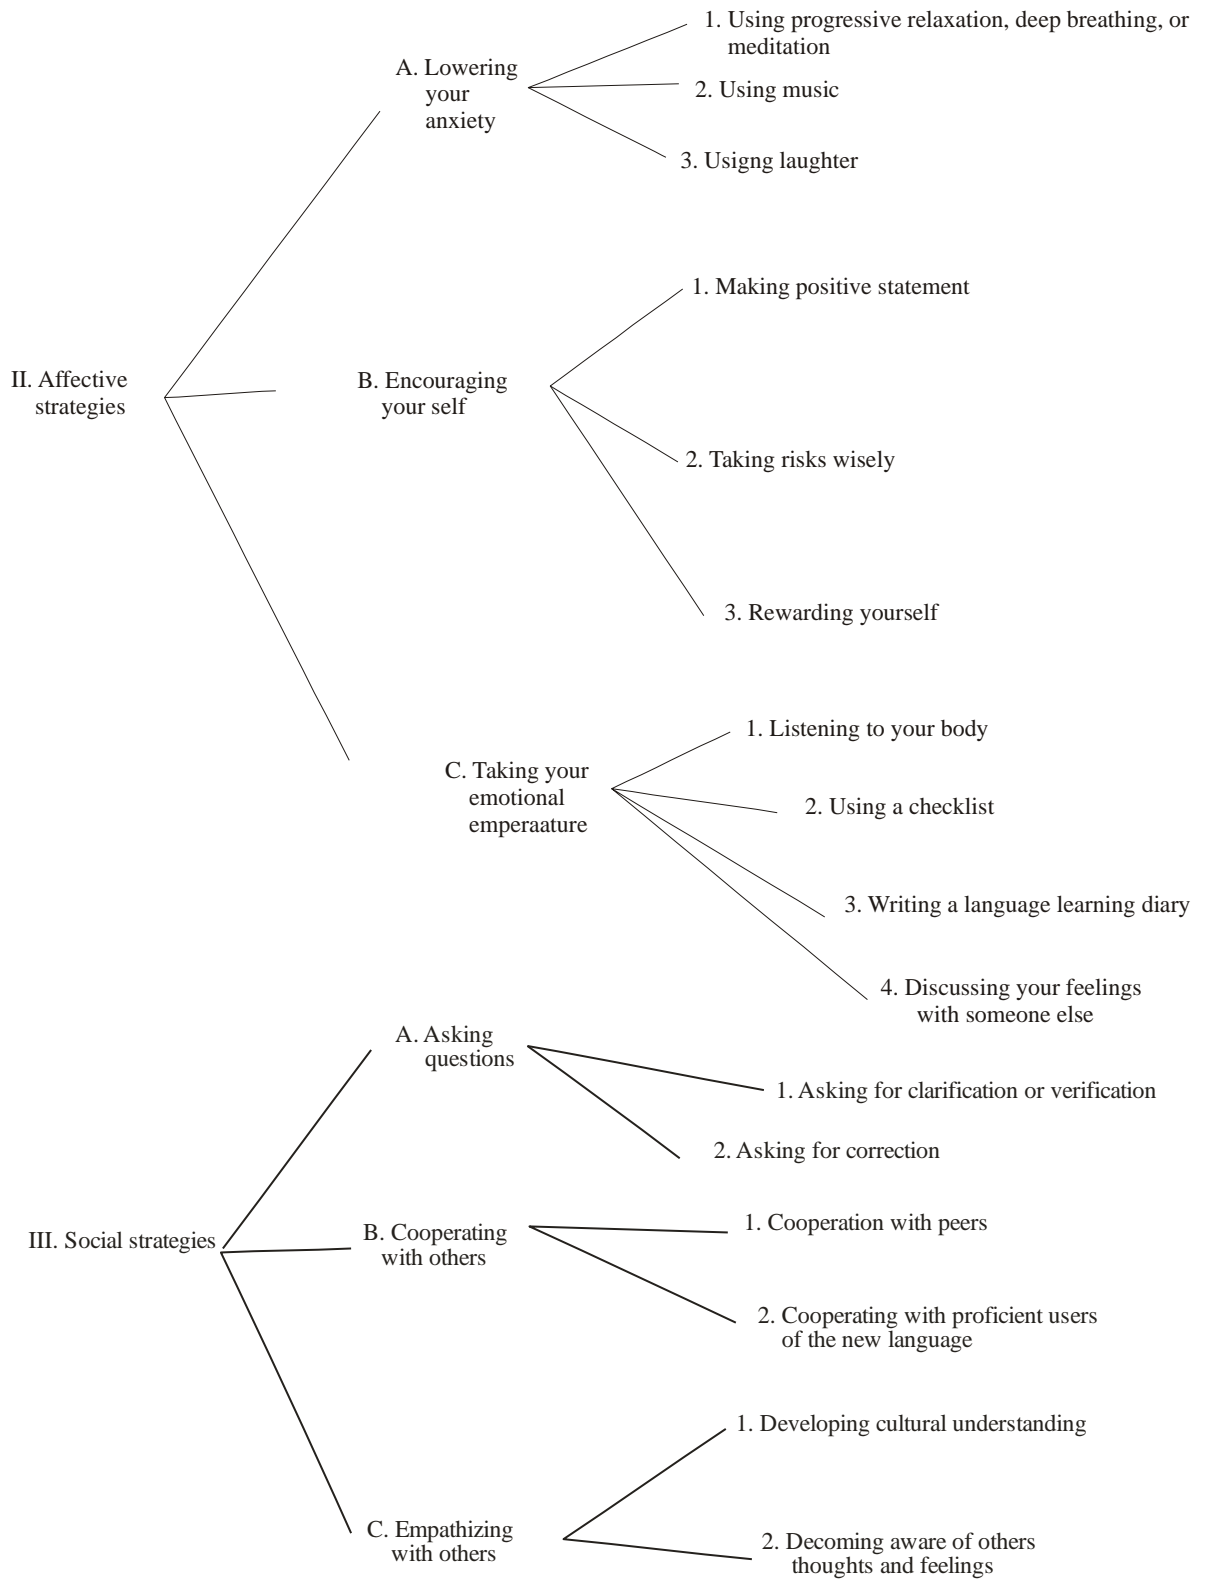 1. Using progressive relaxation, deep breathing, or
meditation
A. Lowering
your
anxiety
2. Using music
3. Usigng laughter
1. Making positive statement
II. Affective
strategies
B. Encouraging
your self
2. Taking risks wisely
3. Rewarding yourself
1. Listening to your body
C. Taking your
emotional
emperaature
2. Using a checklist
3. Writing a language learning diary
4. Discussing your feelings
with someone else
A. Asking
questions
1. Asking for clarification or verification
2. Asking for correction
III. Social strategies
B. Cooperating
with others
1. Cooperation with peers
2. Cooperating with proficient users
of the new language
1. Developing cultural understanding
C. Empathizing
with others
2. Decoming aware of others
thoughts and feelings